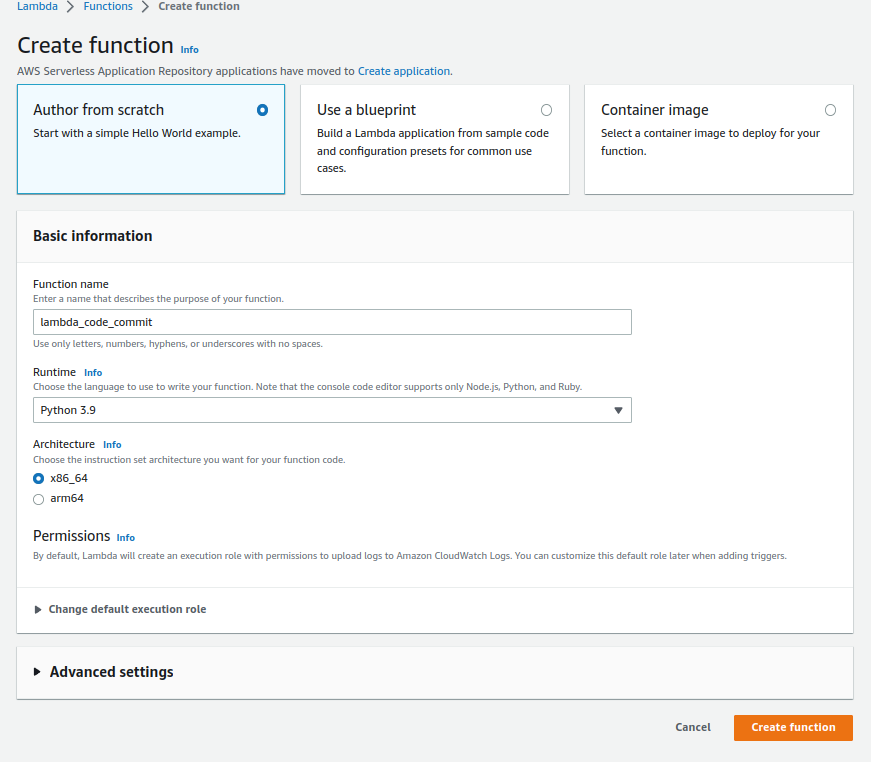 Lambda > Functions > Create function
Create function Info
AWS Serverless Application Repository applications have moved to Create application.
Author from scratch
Start with a simple Hello World example.
Use a blueprint
Build a Lambda application from sample code
and configuration presets for common use
cases.
Container image
Select a container image to deploy for your
function.
Basic information
Function name
Enter a name that describes the purpose of your function.
lambda_code_commit
Use only letters, numbers, hyphens, or underscores with no spaces.
Runtime Info
Choose the language to use to write your function. Note that the console code editor supports only Node.js, Python, and Ruby.
Python 3.9
Architecture Info
Choose the instruction set architecture you want for your function code.
x86_64
arm64
Permissions Info
By default, Lambda will create an execution role with permissions to upload logs to Amazon CloudWatch Logs. You can customize this default role later when adding triggers.
Change default execution role
Advanced settings
Cancel
Create function